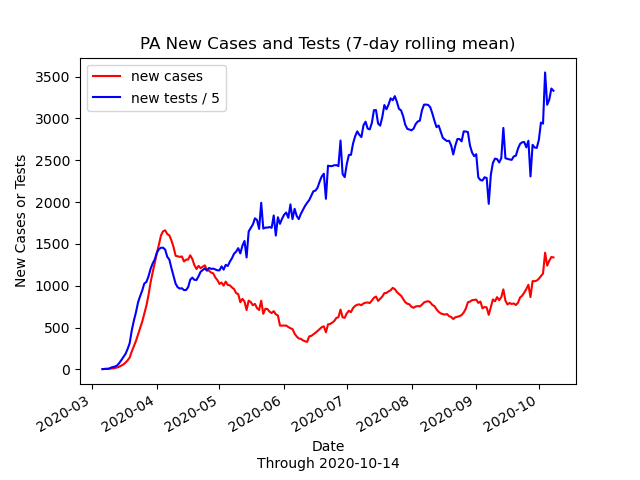 PA New Cases and Tests (7-day rolling mean)
new cases
new tests / 5
New Cases or Tests
3500
3000
2500
2000
1500
1000
500
0
2020-03
2020-04
2020-05
2020-06
2020-07
2020-08
2020-09
2020-10
Date
Through 2020-10-14